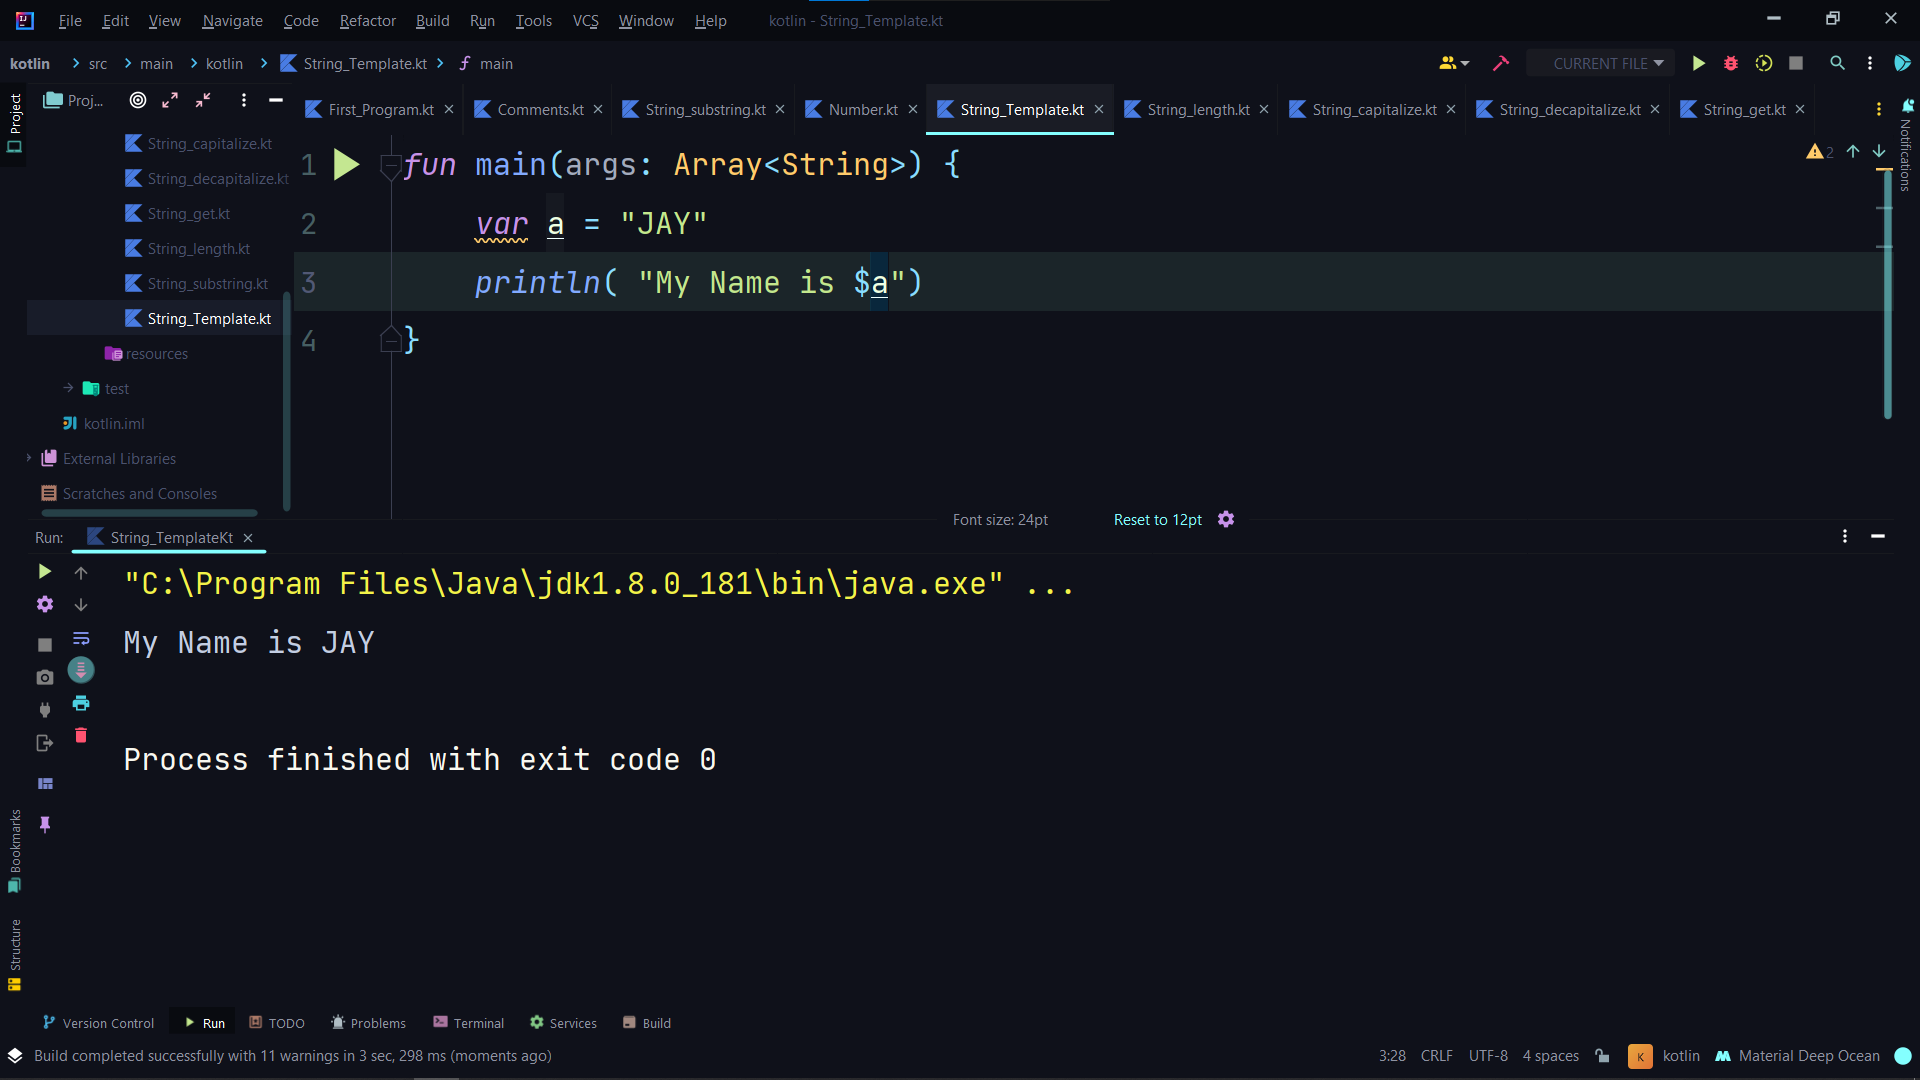 File Edit View Navigate Code Refactor Build Run Tools VCS Window Help kotlin - String_Template.kt
kotlin src main kotlin String_Template.kt main CURRENT FILE
Project
Proj...
First_Program.kt Comments.kt String_substring.kt Number.kt String_Template.kt String_length.kt String_capitalize.kt String_decapitalize.kt String_get.kt
Notifications
String_capitalize.kt
String_decapitalize.kt
String_get.kt
String_length.kt
String_substring.kt
String_Template.kt
resources
test
kotlin.iml
External Libraries
Scratches and Consoles
2
1 fun main(args: Array<String>) {
2 var a = "JAY"
3 println( "My Name is $a")
4 }
Font size: 24pt Reset to 12pt
Run: String_TemplateKt
"C:\Program Files\Java\jdk1.8.0_181\bin\java.exe" ...
My Name is JAY
Process finished with exit code 0
Bookmarks
Structure
Version Control Run TODO Problems Terminal Services Build
Build completed successfully with 11 warnings in 3 sec, 298 ms (moments ago) 3:28 CRLF UTF-8 4 spaces K kotlin Material Deep Ocean